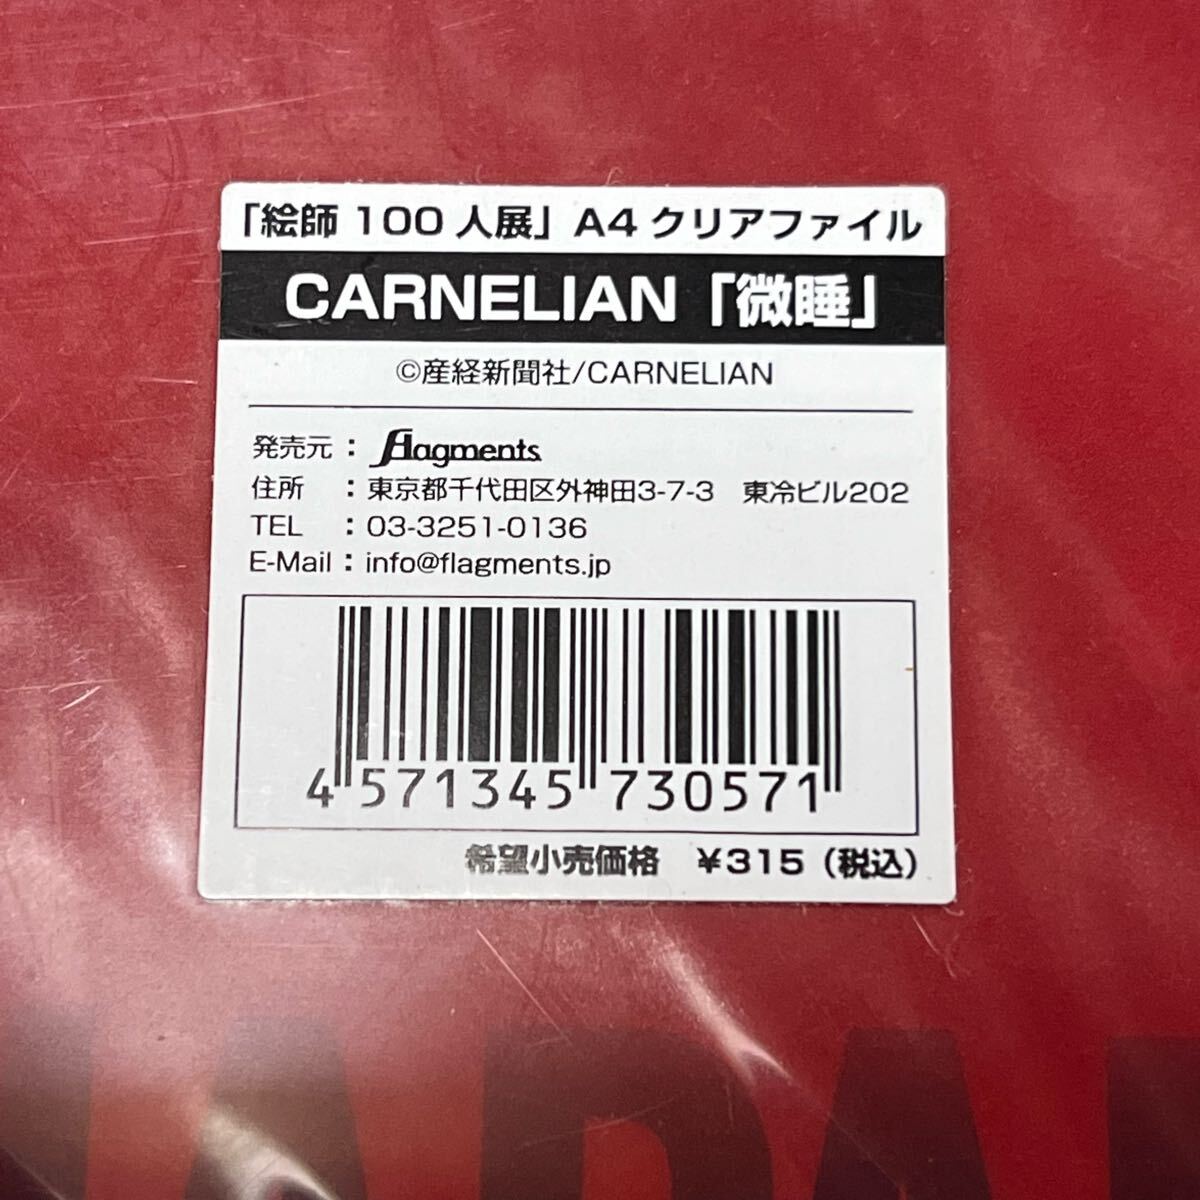 「絵師 100 人展」 A4 クリアファイル
CARNELIAN「微睡」
©産経新聞社/CARNELIAN
発売元 : flagments
住所 : 東京都千代田区外神田3-7-3 東冷ビル202
TEL : 03-3251-0136
E-Mail : info@flagments.jp
4 571345 730571
希望小売価格 ￥315（税込）